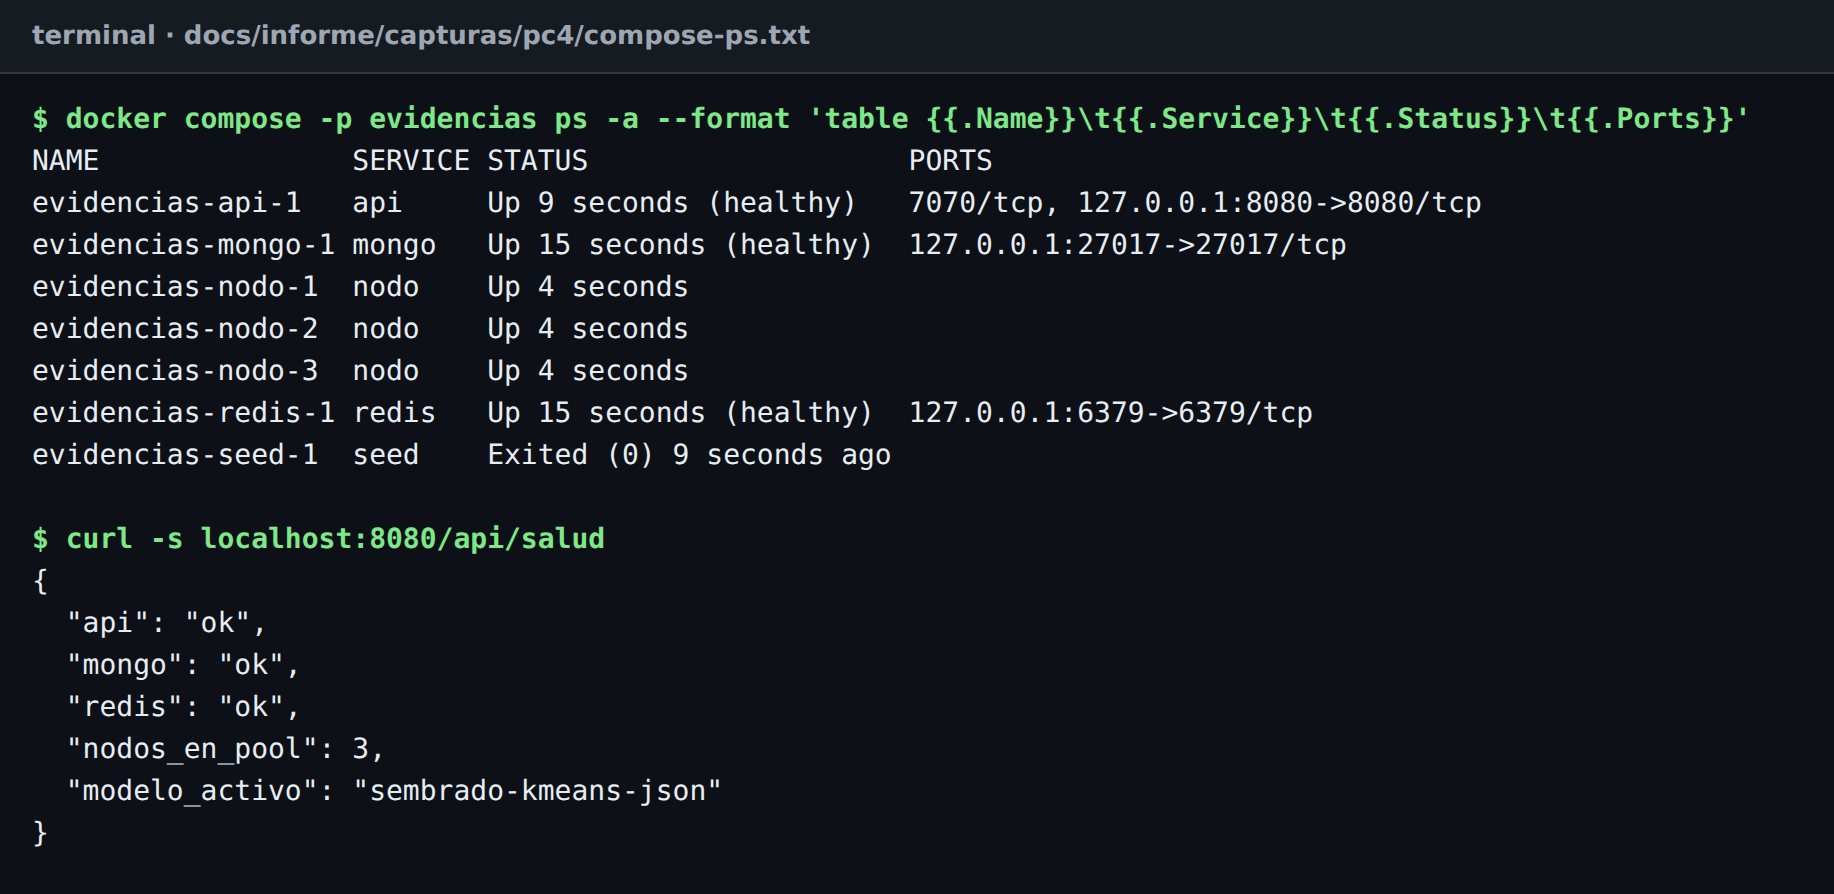 terminal · docs/informe/capturas/pc4/compose-ps.txt
$ docker compose -p evidencias ps -a --format 'table {{.Name}}\t{{.Service}}\t{{.Status}}\t{{.Ports}}'
NAME               SERVICE STATUS                   PORTS
evidencias-api-1   api     Up 9 seconds (healthy)   7070/tcp, 127.0.0.1:8080->8080/tcp
evidencias-mongo-1 mongo   Up 15 seconds (healthy)  127.0.0.1:27017->27017/tcp
evidencias-nodo-1  nodo    Up 4 seconds
evidencias-nodo-2  nodo    Up 4 seconds
evidencias-nodo-3  nodo    Up 4 seconds
evidencias-redis-1 redis   Up 15 seconds (healthy)  127.0.0.1:6379->6379/tcp
evidencias-seed-1  seed    Exited (0) 9 seconds ago
$ curl -s localhost:8080/api/salud
{
  "api": "ok",
  "mongo": "ok",
  "redis": "ok",
  "nodos_en_pool": 3,
  "modelo_activo": "sembrado-kmeans-json"
}